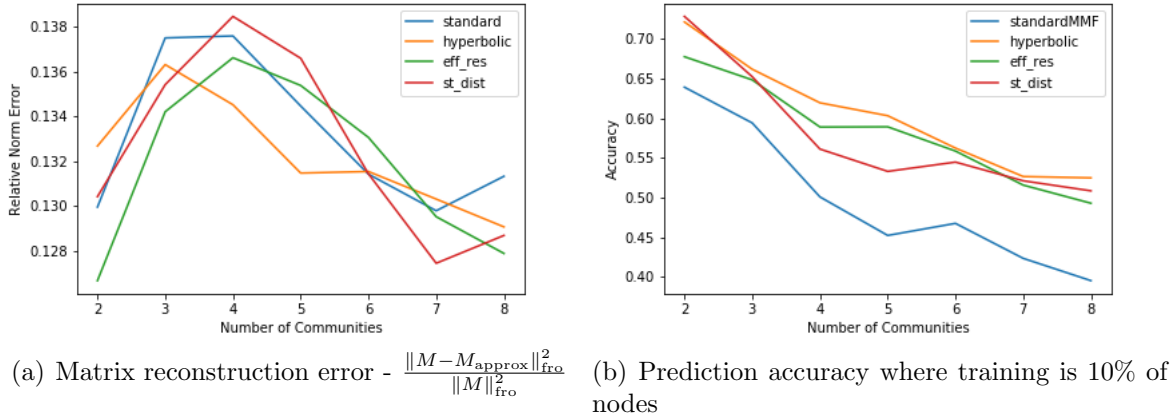 0.138
0.136
0.134
0.132
0.130
0.128
Relative Norm Error
standard
hyperbolic
eff_res
st_dist
2 3 4 5 6 7 8
Number of Communities
0.70
0.65
0.60
0.55
0.50
0.45
0.40
Accuracy
standardMMF
hyperbolic
eff_res
st_dist
2 3 4 5 6 7 8
Number of Communities
(a) Matrix reconstruction error - ‖M−M_approx‖²_fro / ‖M‖²_fro
(b) Prediction accuracy where training is 10% of
nodes